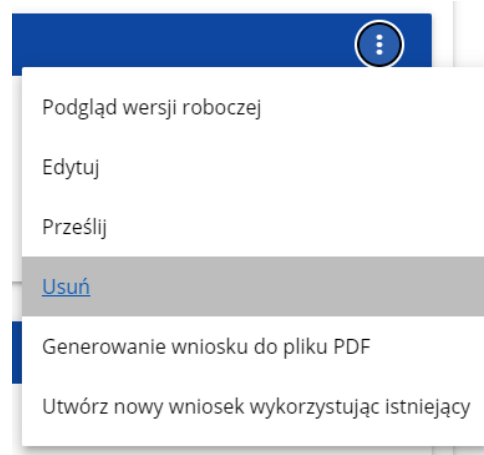 Podgląd wersji roboczej
Edytuj
Prześlij
Usuń
Generowanie wniosku do pliku PDF
Utwórz nowy wniosek wykorzystując istniejący